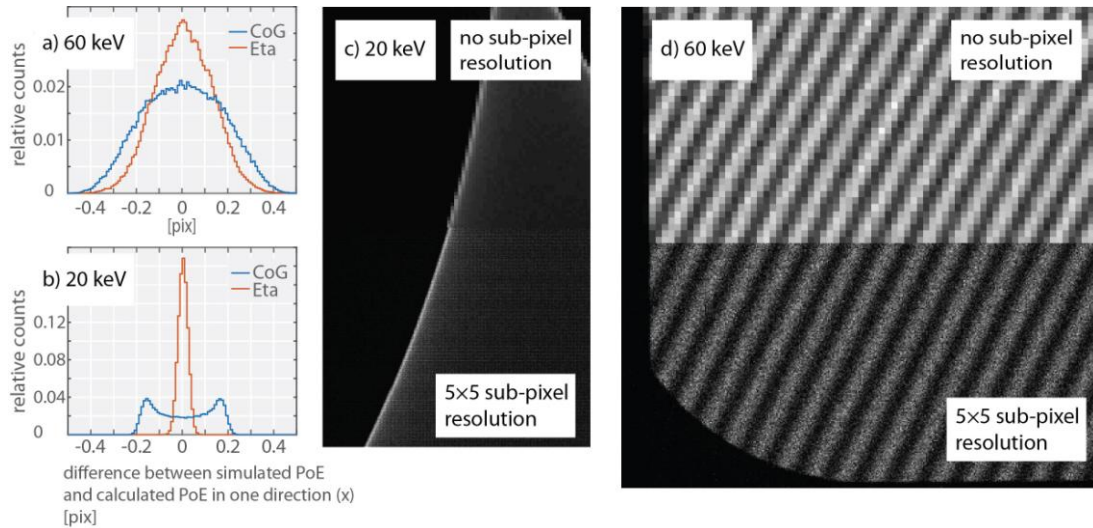 a) 60 keV
CoG
Eta
relative counts
0.02
0.01
0
-0.4
-0.2
0
0.2
0.4
[pix]
b) 20 keV
CoG
Eta
relative counts
0.12
0.08
0.04
0
-0.4
-0.2
0
0.2
0.4
difference between simulated PoE
and calculated PoE in one direction (x)
[pix]
c) 20 keV
no sub-pixel
resolution
5×5 sub-pixel
resolution
d) 60 keV
no sub-pixel
resolution
5×5 sub-pixel
resolution